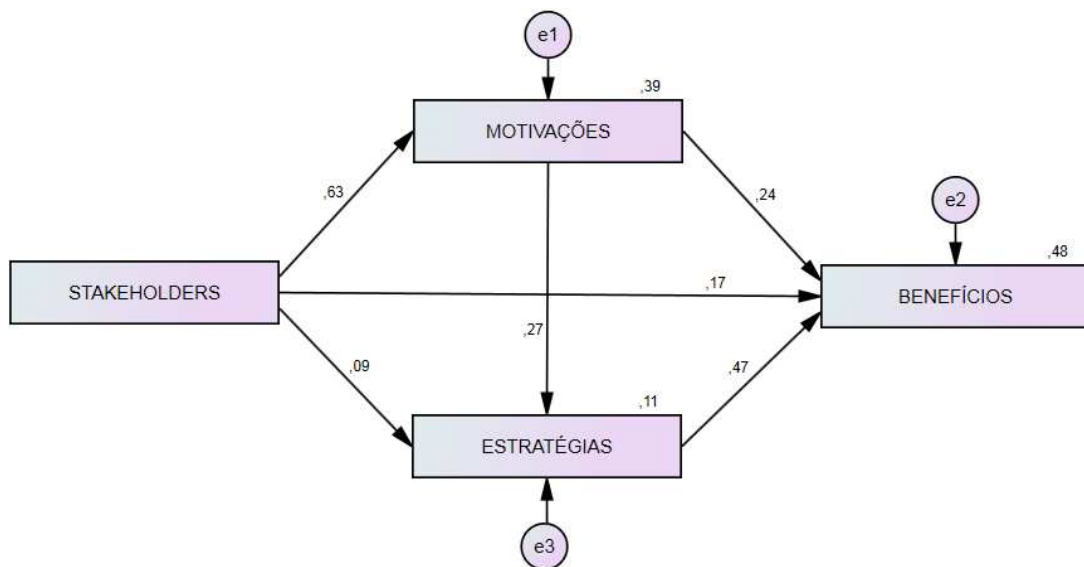 e1
,39
MOTIVAÇÕES
,63
,24
e2
,48
STAKEHOLDERS
,17
BENEFÍCIOS
,27
,09
,47
,11
ESTRATÉGIAS
e3